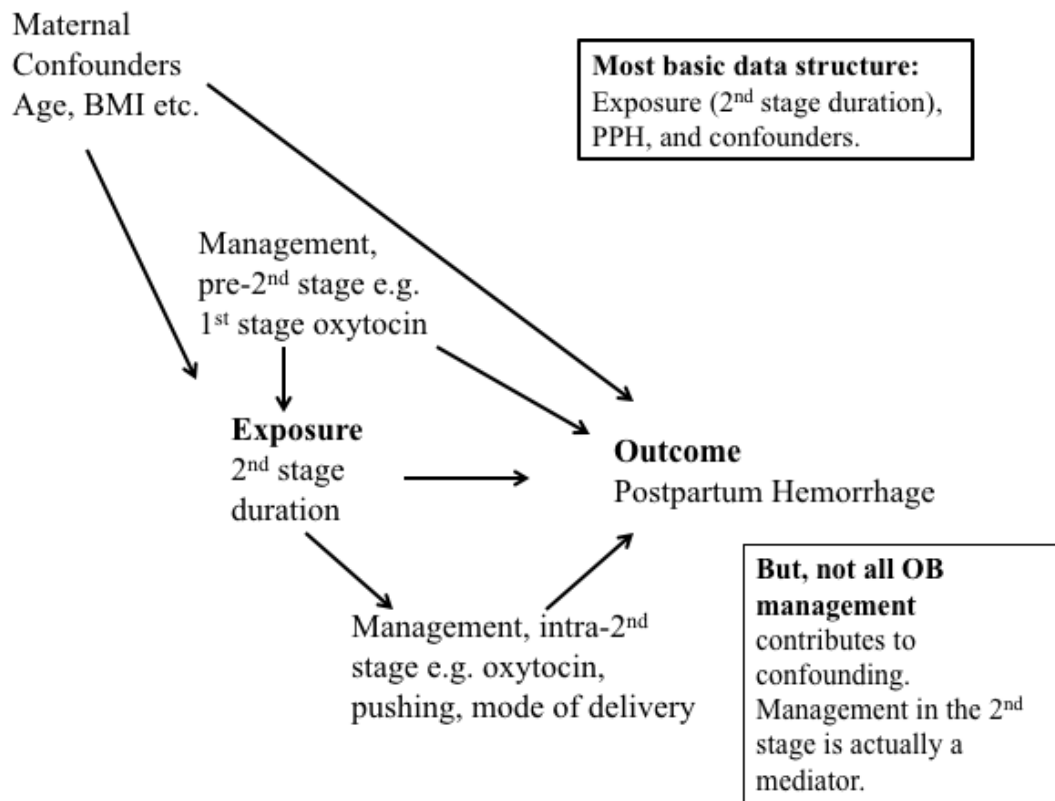 Maternal
Confounders
Age, BMI etc.
Most basic data structure:
Exposure (2nd stage duration),
PPH, and confounders.
Management,
pre-2nd stage e.g.
1st stage oxytocin
Exposure
2nd stage
duration
Outcome
Postpartum Hemorrhage
Management, intra-2nd
stage e.g. oxytocin,
pushing, mode of delivery
But, not all OB
management
contributes to
confounding.
Management in the 2nd
stage is actually a
mediator.